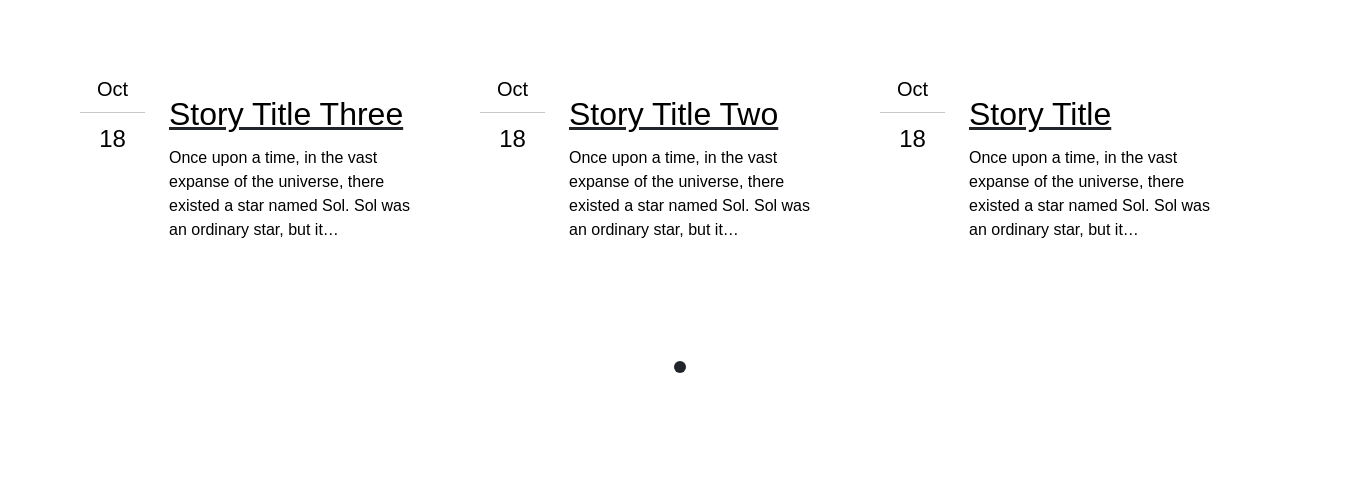 Oct
18
Story Title Three
Once upon a time, in the vast
expanse of the universe, there
existed a star named Sol. Sol was
an ordinary star, but it…
Oct
18
Story Title Two
Once upon a time, in the vast
expanse of the universe, there
existed a star named Sol. Sol was
an ordinary star, but it…
Oct
18
Story Title
Once upon a time, in the vast
expanse of the universe, there
existed a star named Sol. Sol was
an ordinary star, but it…